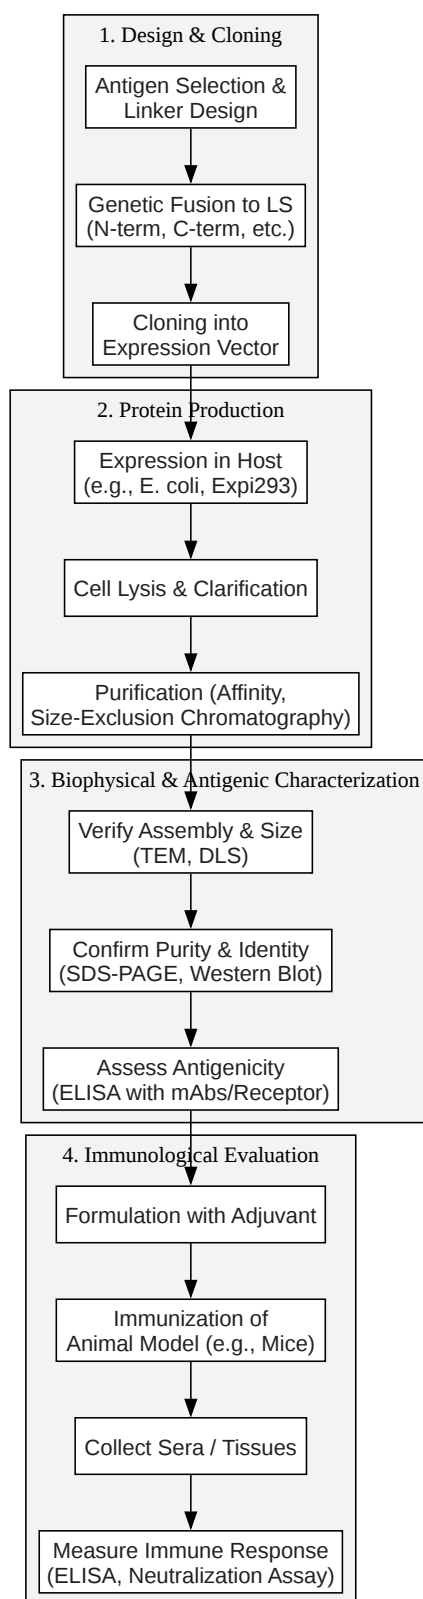 1. Design & Cloning
Antigen Selection &
Linker Design
Genetic Fusion to LS
(N-term, C-term, etc.)
Cloning into
Expression Vector
2. Protein Production
Expression in Host
(e.g., E. coli, Expi293)
Cell Lysis & Clarification
Purification (Affinity,
Size-Exclusion Chromatography)
3. Biophysical & Antigenic Characterization
Verify Assembly & Size
(TEM, DLS)
Confirm Purity & Identity
(SDS-PAGE, Western Blot)
Assess Antigenicity
(ELISA with mAbs/Receptor)
4. Immunological Evaluation
Formulation with Adjuvant
Immunization of
Animal Model (e.g., Mice)
Collect Sera / Tissues
Measure Immune Response
(ELISA, Neutralization Assay)